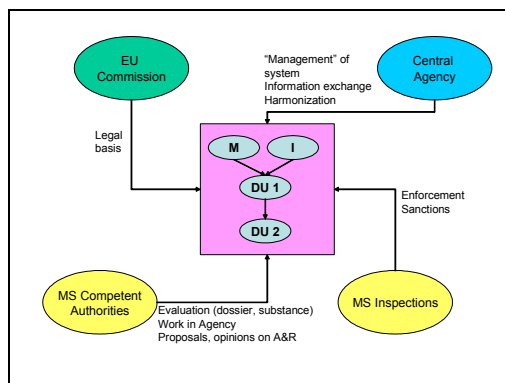 EU
Commission
"Management" of
system
Information exchange
Harmonization
Central
Agency
Legal
basis
M
I
DU 1
DU 2
Enforcement
Sanctions
MS Competent
Authorities
Evaluation (dossier, substance)
Work in Agency
Proposals, opinions on A&R
MS Inspections